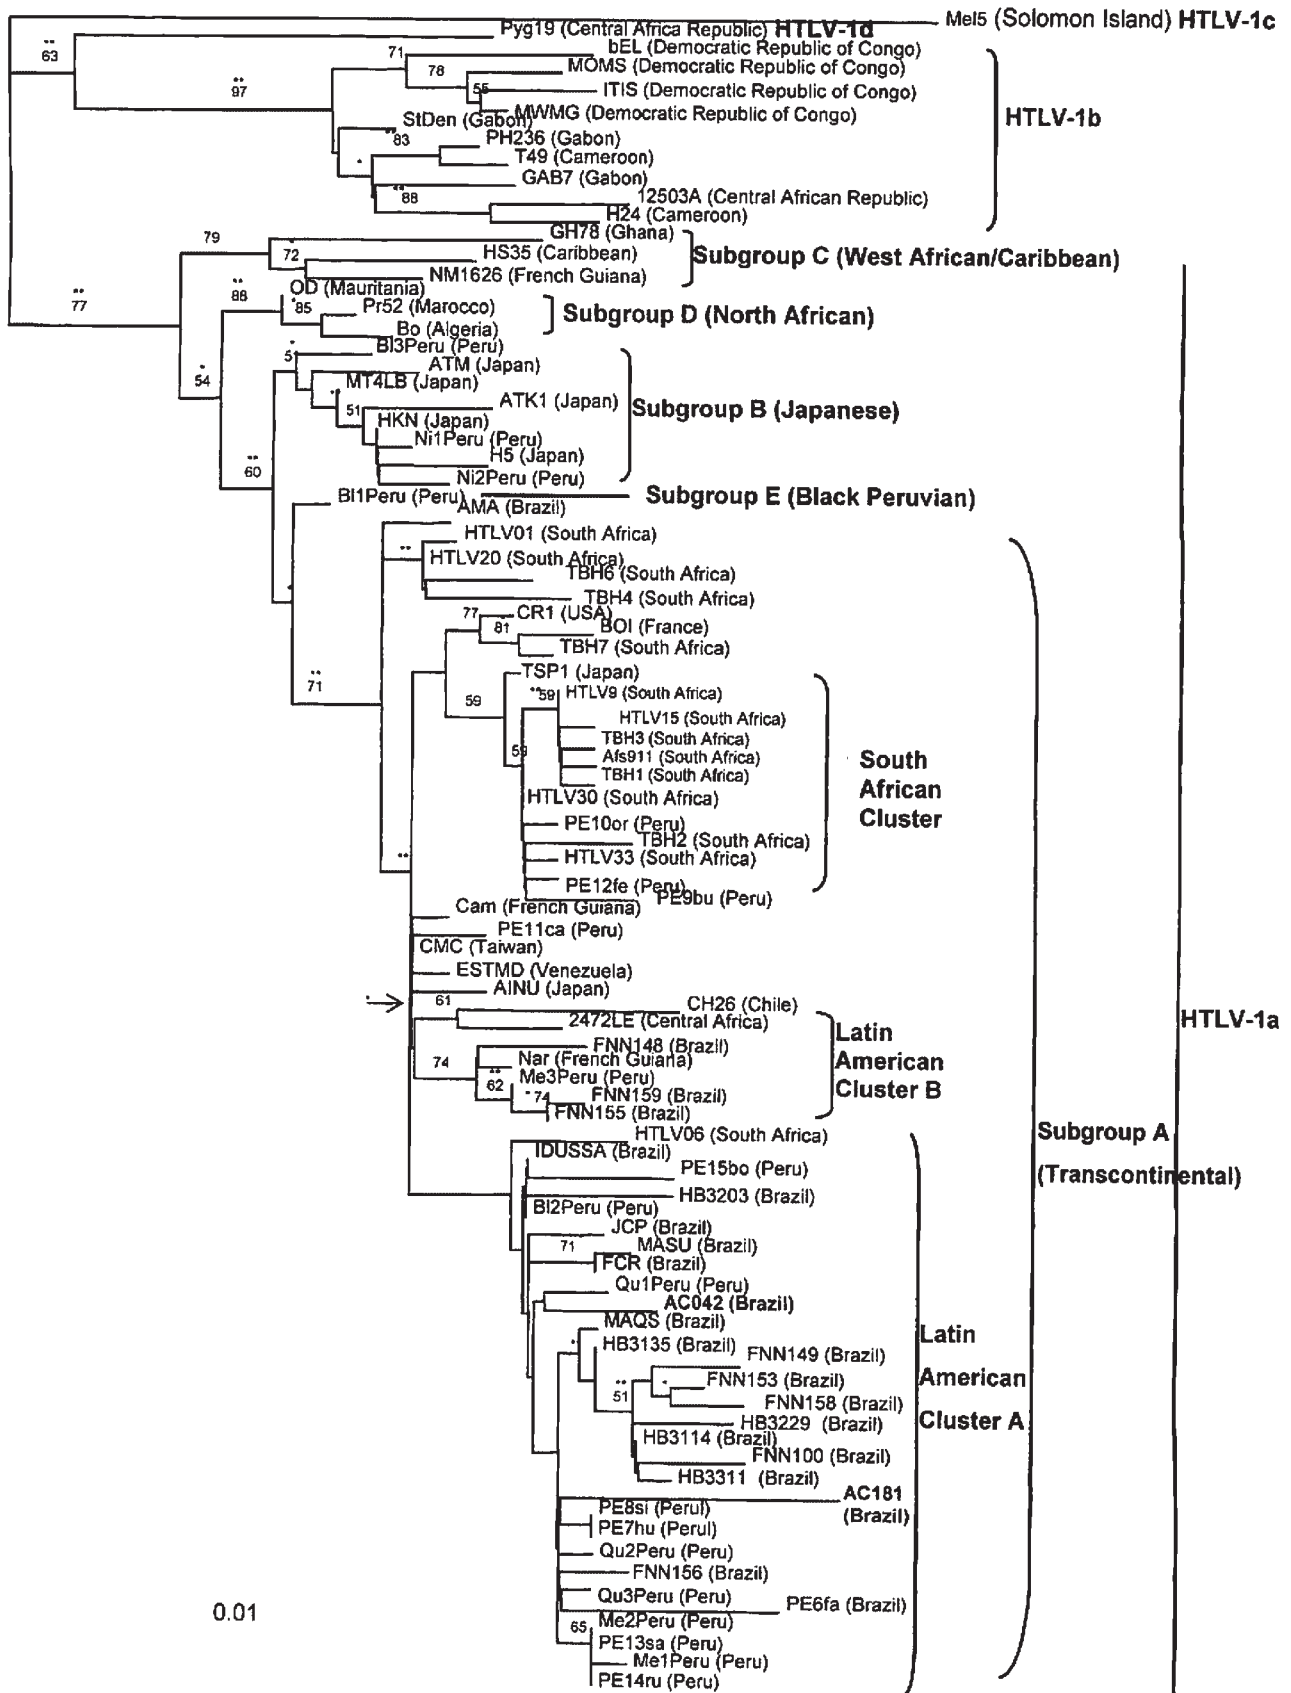 Mel5 (Solomon Island) HTLV-1c
Pyg19 (Central Africa Republic) HTLV-1d
**
63
71
bEL (Democratic Republic of Congo)
78
MOMS (Democratic Republic of Congo)
**
97
55
ITIS (Democratic Republic of Congo)
MWMG (Democratic Republic of Congo)
HTLV-1b
StDen (Gabon)
**
83
PH236 (Gabon)
*
T49 (Cameroon)
GAB7 (Gabon)
**
88
12503A (Central African Republic)
H24 (Cameroon)
GH78 (Ghana)
79
*
72
HS35 (Caribbean)
Subgroup C (West African/Caribbean)
NM1626 (French Guiana)
**
77
**
88
OD (Mauritania)
*
85
Pr52 (Marocco)
Subgroup D (North African)
Bo (Algeria)
*
5
Bl3Peru (Peru)
ATM (Japan)
*
54
MT4LB (Japan)
51
ATK1 (Japan)
Subgroup B (Japanese)
HKN (Japan)
Ni1Peru (Peru)
H5 (Japan)
**
60
Ni2Peru (Peru)
Bl1Peru (Peru)
Subgroup E (Black Peruvian)
AMA (Brazil)
HTLV01 (South Africa)
**
HTLV20 (South Africa)
TBH6 (South Africa)
*
TBH4 (South Africa)
77
CR1 (USA)
81
BOI (France)
TBH7 (South Africa)
**
71
TSP1 (Japan)
59
**
59
HTLV9 (South Africa)
HTLV15 (South Africa)
TBH3 (South Africa)
59
Afs911 (South Africa)
TBH1 (South Africa)
South
African
Cluster
HTLV30 (South Africa)
PE10or (Peru)
TBH2 (South Africa)
**
HTLV33 (South Africa)
PE12fe (Peru)
PE9bu (Peru)
Cam (French Guiana)
PE11ca (Peru)
CMC (Taiwan)
ESTMD (Venezuela)
AINU (Japan)
61
CH26 (Chile)
2472LE (Central Africa)
HTLV-1a
FNN148 (Brazil)
74
Nar (French Guiana)
**
62
Me3Peru (Peru)
*
74
FNN159 (Brazil)
FNN155 (Brazil)
Latin
American
Cluster B
HTLV06 (South Africa)
IDUSSA (Brazil)
Subgroup A
(Transcontinental)
PE15bo (Peru)
HB3203 (Brazil)
Bl2Peru (Peru)
JCP (Brazil)
71
MASU (Brazil)
FCR (Brazil)
Qu1Peru (Peru)
AC042 (Brazil)
MAQS (Brazil)
*
HB3135 (Brazil)
Latin
American
Cluster A
FNN149 (Brazil)
**
51
*
FNN153 (Brazil)
FNN158 (Brazil)
HB3229 (Brazil)
HB3114 (Brazil)
FNN100 (Brazil)
HB3311 (Brazil)
AC181
(Brazil)
PE8si (Perul)
PE7hu (Perul)
Qu2Peru (Peru)
FNN156 (Brazil)
Qu3Peru (Peru)
PE6fa (Brazil)
0.01
65
Me2Peru (Peru)
PE13sa (Peru)
Me1Peru (Peru)
PE14ru (Peru)